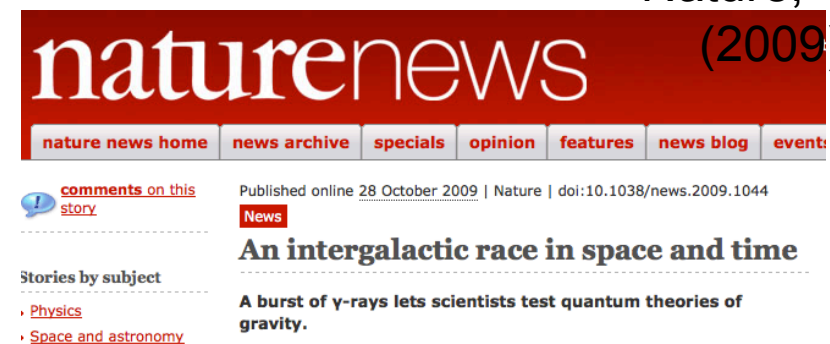 Nature,
(2009)
naturenews
nature news home news archive specials opinion features news blog events
comments on this
story
Published online 28 October 2009 | Nature | doi:10.1038/news.2009.1044
News
An intergalactic race in space and time
Stories by subject
Physics
Space and astronomy
A burst of γ-rays lets scientists test quantum theories of
gravity.